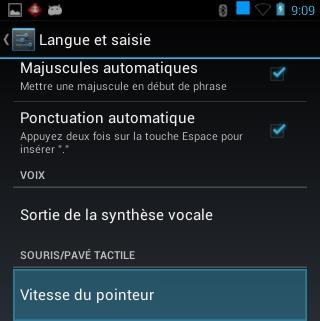 9:09
Langue et saisie
Majuscules automatiques
Mettre une majuscule en début de phrase
Ponctuation automatique
Appuyez deux fois sur la touche Espace pour
insérer "."
VOIX
Sortie de la synthèse vocale
SOURIS/PAVÉ TACTILE
Vitesse du pointeur